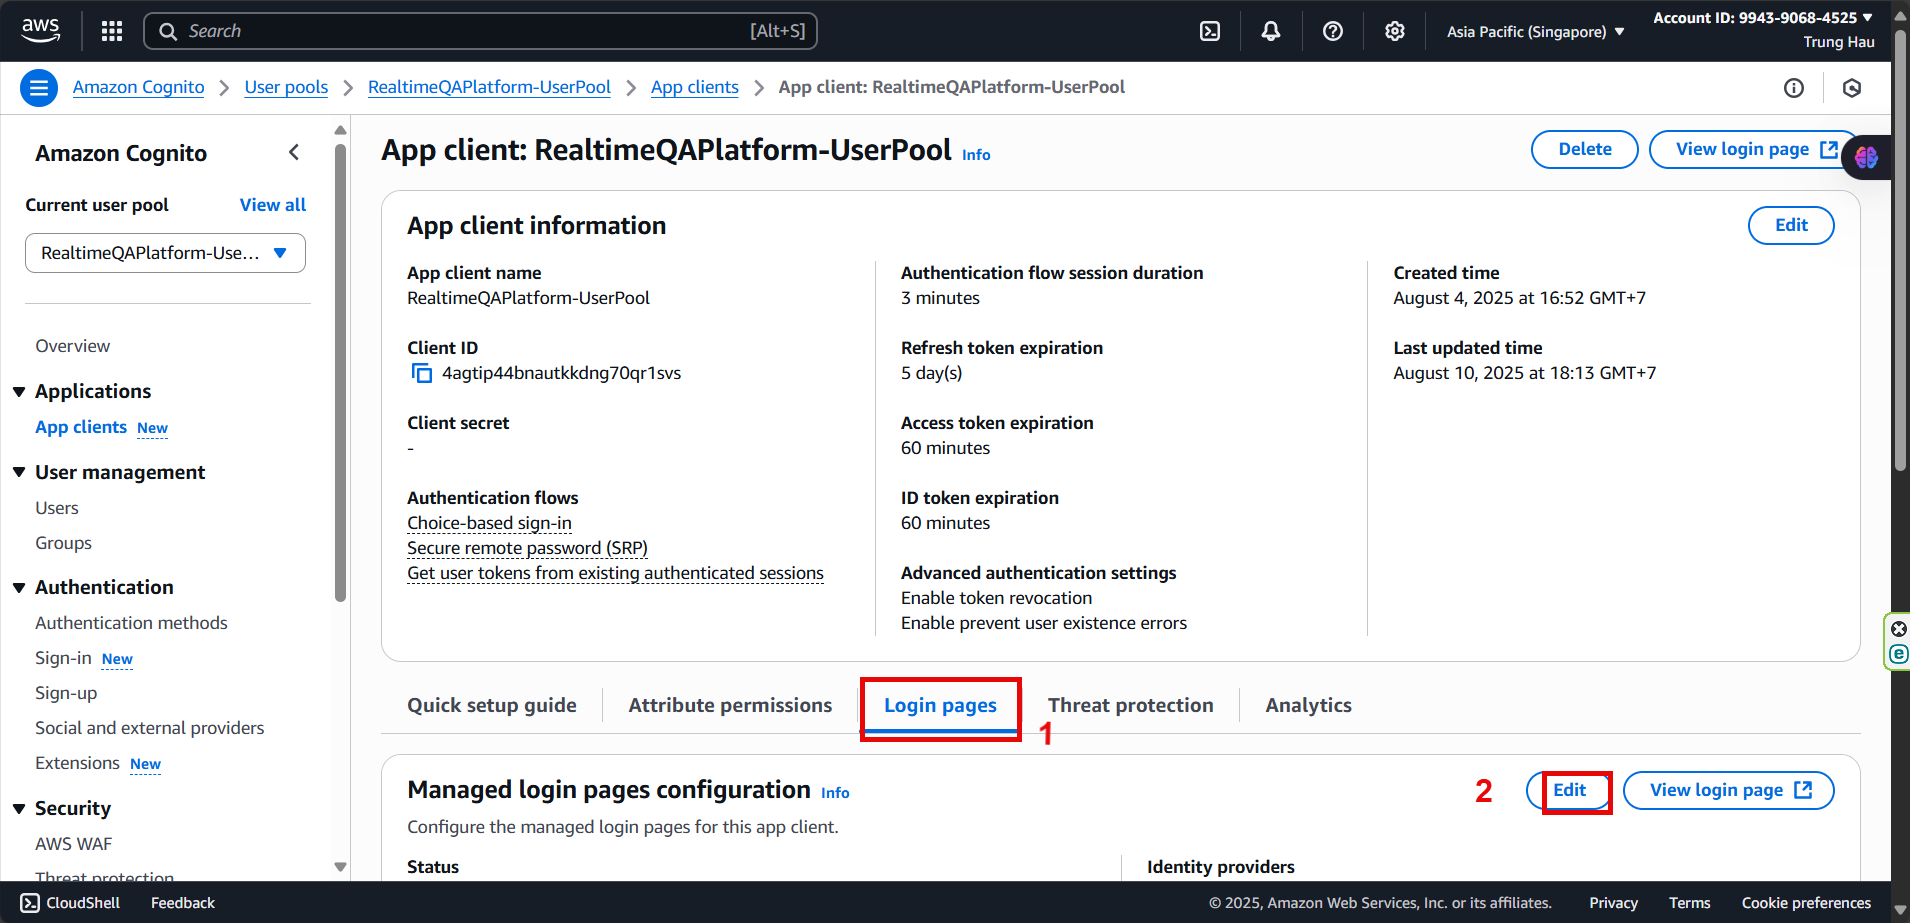 aws
Search
[Alt+S]
Asia Pacific (Singapore)
Account ID: 9943-9068-4525
Trung Hau
Amazon Cognito
User pools
RealtimeQAPlatform-UserPool
App clients
App client: RealtimeQAPlatform-UserPool
Amazon Cognito
Current user pool
View all
RealtimeQAPlatform-Use...
Overview
Applications
App clients New
User management
Users
Groups
Authentication
Authentication methods
Sign-in New
Sign-up
Social and external providers
Extensions New
Security
AWS WAF
Threat protection
App client: RealtimeQAPlatform-UserPool Info
Delete
View login page
App client information
Edit
App client name
RealtimeQAPlatform-UserPool
Client ID
4agtip44bnautkkdng70qr1svs
Client secret
-
Authentication flows
Choice-based sign-in
Secure remote password (SRP)
Get user tokens from existing authenticated sessions
Authentication flow session duration
3 minutes
Refresh token expiration
5 day(s)
Access token expiration
60 minutes
ID token expiration
60 minutes
Advanced authentication settings
Enable token revocation
Enable prevent user existence errors
Created time
August 4, 2025 at 16:52 GMT+7
Last updated time
August 10, 2025 at 18:13 GMT+7
Quick setup guide
Attribute permissions
Login pages
1
Threat protection
Analytics
Managed login pages configuration Info
2
Edit
View login page
Configure the managed login pages for this app client.
Status
Identity providers
CloudShell
Feedback
© 2025, Amazon Web Services, Inc. or its affiliates.
Privacy
Terms
Cookie preferences